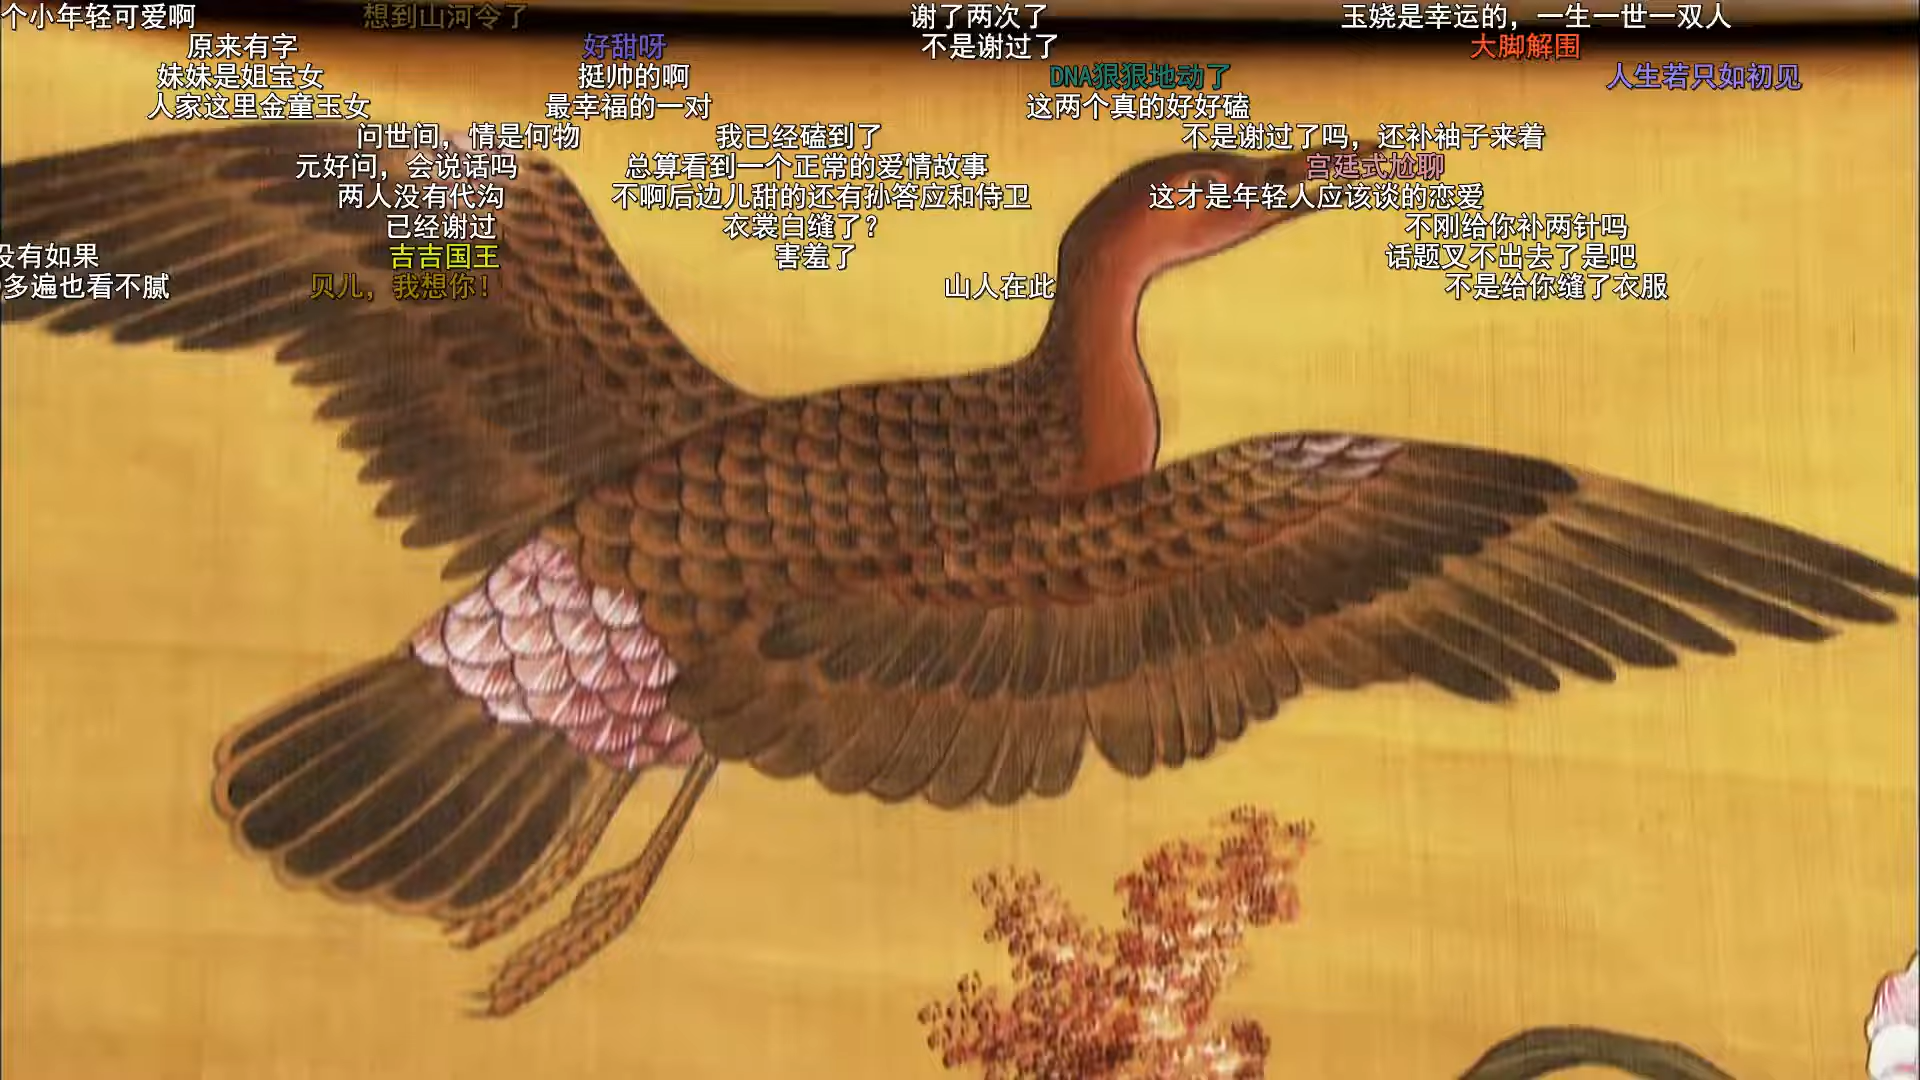 个小年轻可爱啊 想到山河令了 谢了两次了 玉娆是幸运的，一生一世一双人
原来有字 好甜呀 不是谢过了 大脚解围
妹妹是姐宝女 挺帅的啊 DNA狠狠地动了 人生若只如初见
人家这里金童玉女 最幸福的一对 这两个真的好好磕
问世间，情是何物 我已经磕到了 不是谢过了吗，还补袖子来着
元好问，会说话吗 总算看到一个正常的爱情故事 宫廷式尬聊
两人没有代沟 不啊后边儿甜的还有孙答应和侍卫 这才是年轻人应该谈的恋爱
已经谢过 衣裳白缝了？ 不刚给你补两针吗
没有如果 吉吉国王 害羞了 话题叉不出去了是吧
多遍也看不腻 贝儿，我想你！ 山人在此 不是给你缝了衣服